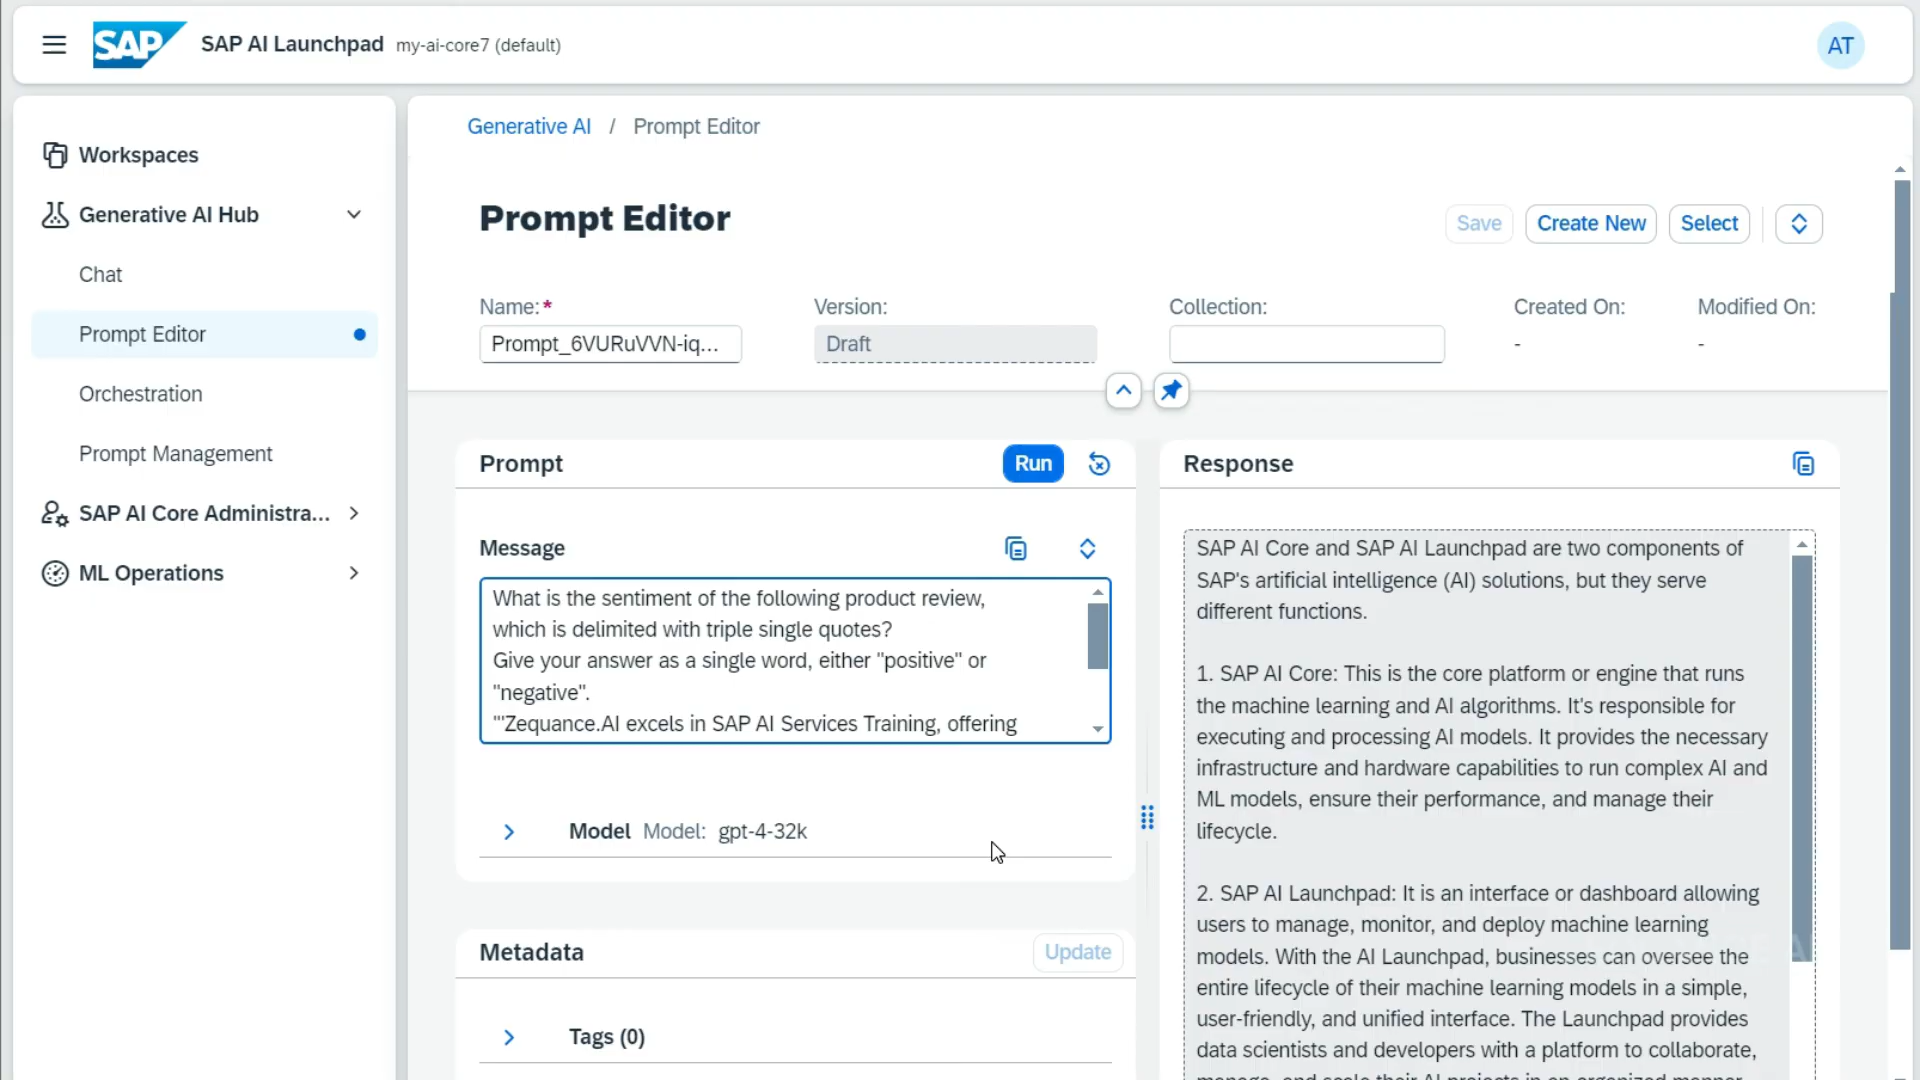 SAP
SAP AI Launchpad my-ai-core7 (default)
AT
Workspaces
Generative AI Hub
Chat
Prompt Editor
Orchestration
Prompt Management
SAP AI Core Administra...
ML Operations
Generative AI / Prompt Editor
Prompt Editor
Save
Create New
Select
Name:*
Version:
Collection:
Created On:
Modified On:
Prompt_6VURuVVN-iq...
Draft
-
-
Prompt
Run
Message
What is the sentiment of the following product review,
which is delimited with triple single quotes?
Give your answer as a single word, either "positive" or
"negative".
'''Zequance.AI excels in SAP AI Services Training, offering
Model Model: gpt-4-32k
Metadata
Update
Tags (0)
Response
SAP AI Core and SAP AI Launchpad are two components of
SAP's artificial intelligence (AI) solutions, but they serve
different functions.
1. SAP AI Core: This is the core platform or engine that runs
the machine learning and AI algorithms. It's responsible for
executing and processing AI models. It provides the necessary
infrastructure and hardware capabilities to run complex AI and
ML models, ensure their performance, and manage their
lifecycle.
2. SAP AI Launchpad: It is an interface or dashboard allowing
users to manage, monitor, and deploy machine learning
models. With the AI Launchpad, businesses can oversee the
entire lifecycle of their machine learning models in a simple,
user-friendly, and unified interface. The Launchpad provides
data scientists and developers with a platform to collaborate,
manage, and scale their AI projects in an organized manner